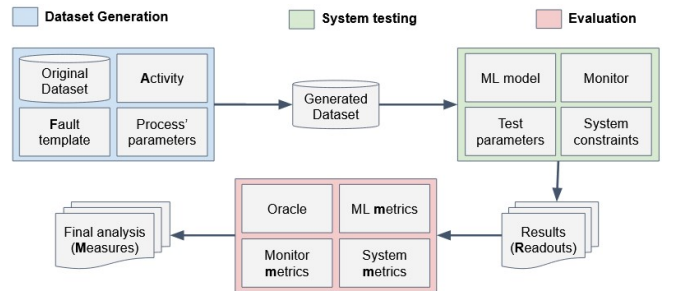 Dataset Generation
System testing
Evaluation
Original
Dataset
Activity
Fault
template
Process'
parameters
Generated
Dataset
ML model
Monitor
Test
parameters
System
constraints
Final analysis
(Measures)
Oracle
ML metrics
Monitor
metrics
System
metrics
Results
(Readouts)